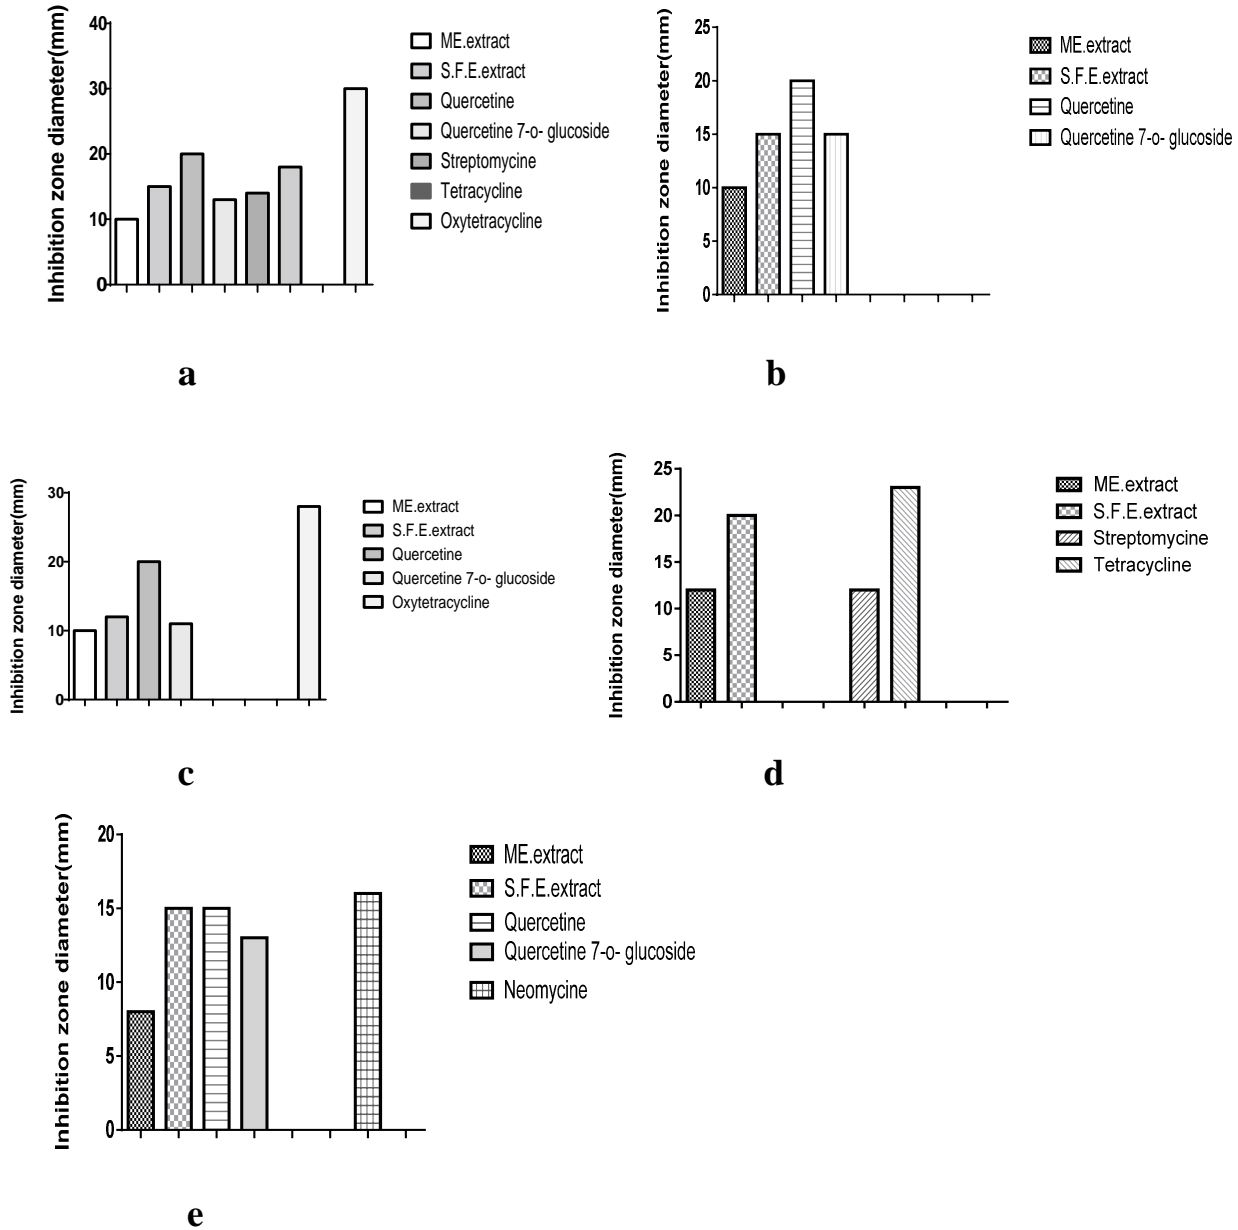 Inhibition zone diameter(mm)
40
30
20
10
0
ME.extract
S.F.E.extract
Quercetine
Quercetine 7-o- glucoside
Streptomycine
Tetracycline
Oxytetracycline
a
Inhibition zone diameter(mm)
25
20
15
10
5
0
ME.extract
S.F.E.extract
Quercetine
Quercetine 7-o- glucoside
b
Inhibition zone diameter(mm)
30
20
10
0
ME.extract
S.F.E.extract
Quercetine
Quercetine 7-o- glucoside
Oxytetracycline
c
Inhibition zone diameter(mm)
25
20
15
10
5
0
ME.extract
S.F.E.extract
Streptomycine
Tetracycline
d
Inhibition zone diameter(mm)
20
15
10
5
0
ME.extract
S.F.E.extract
Quercetine
Quercetine 7-o- glucoside
Neomycine
e